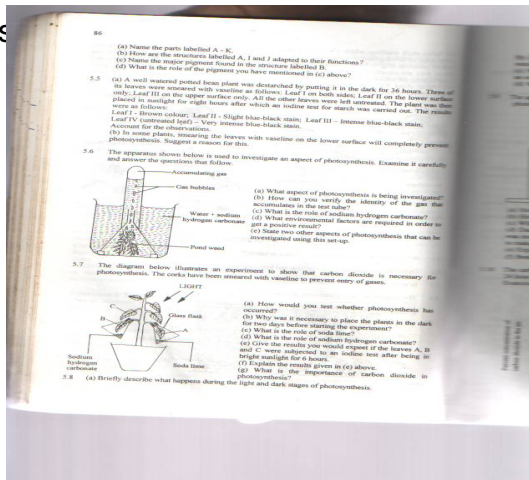 86
(a) Name the parts labelled A - K.
(b) How are the structures labelled A, I and J adapted to their functions?
(c) Name the major pigment found in the structure labelled B.
(d) What is the role of the pigment you have mentioned in (c) above?
5.5 (a) A well watered potted bean plant was destarched by putting it in the dark for 36 hours. Three of
its leaves were smeared with vaseline as follows: Leaf I on both sides; Leaf II on the lower surface
only; Leaf III on the upper surface only. All the other leaves were left untreated. The plant was then
placed in sunlight for eight hours after which an iodine test for starch was carried out. The results
were as follows:
Leaf I - Brown colour; Leaf II - Slight blue-black stain; Leaf III – Intense blue-black stain;
Leaf IV (untreated leaf) – Very intense blue-black stain.
Account for the observations.
(b) In some plants, smearing the leaves with vaseline on the lower surface will completely prevent
photosynthesis. Suggest a reason for this.
5.6 The apparatus shown below is used to investigate an aspect of photosynthesis. Examine it carefully
and answer the questions that follow.
Accumulating gas
Gas bubbles
Water + sodium
hydrogen carbonate
Pond weed
(a) What aspect of photosynthesis is being investigated?
(b) How can you verify the identity of the gas that
accumulates in the test tube?
(c) What is the role of sodium hydrogen carbonate?
(d) What environmental factors are required in order to
get a positive result?
(e) State two other aspects of photosynthesis that can be
investigated using this set-up.
5.7 The diagram below illustrates an experiment to show that carbon dioxide is necessary for
photosynthesis. The corks have been smeared with vaseline to prevent entry of gases.
LIGHT
C
B
Glass flask
A
Sodium
hydrogen
carbonate
Soda lime
(a) How would you test whether photosynthesis has
occurred?
(b) Why was it necessary to place the plants in the dark
for two days before starting the experiment?
(c) What is the role of soda lime?
(d) What is the role of sodium hydrogen carbonate?
(e) Give the results you would expect if the leaves A, B
and C were subjected to an iodine test after being in
bright sunlight for 6 hours.
(f) Explain the results given in (e) above.
(g) What is the importance of carbon dioxide in
photosynthesis?
5.8 (a) Briefly describe what happens during the light and dark stages of photosynthesis.